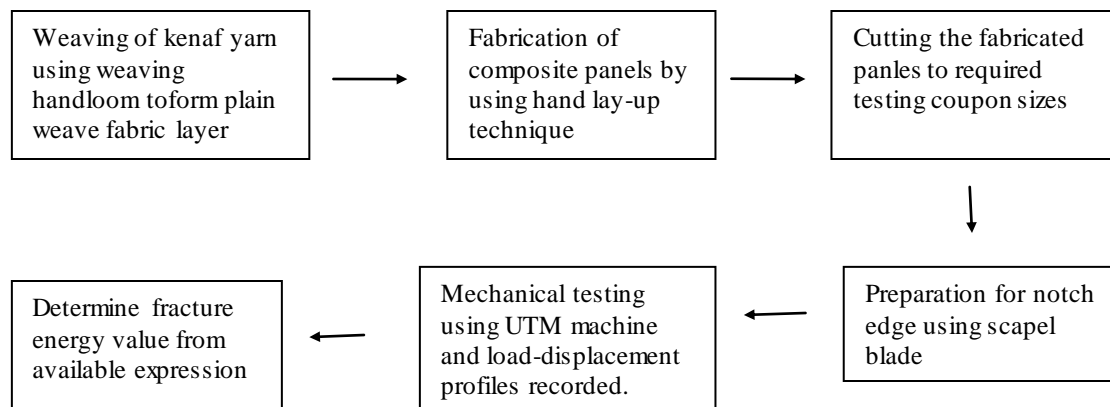 Weaving of kenaf yarn
using weaving
handloom toform plain
weave fabric layer
Fabrication of
composite panels by
using hand lay-up
technique
Cutting the fabricated
panles to required
testing coupon sizes
Preparation for notch
edge using scapel
blade
Mechanical testing
using UTM machine
and load-displacement
profiles recorded.
Determine fracture
energy value from
available expression